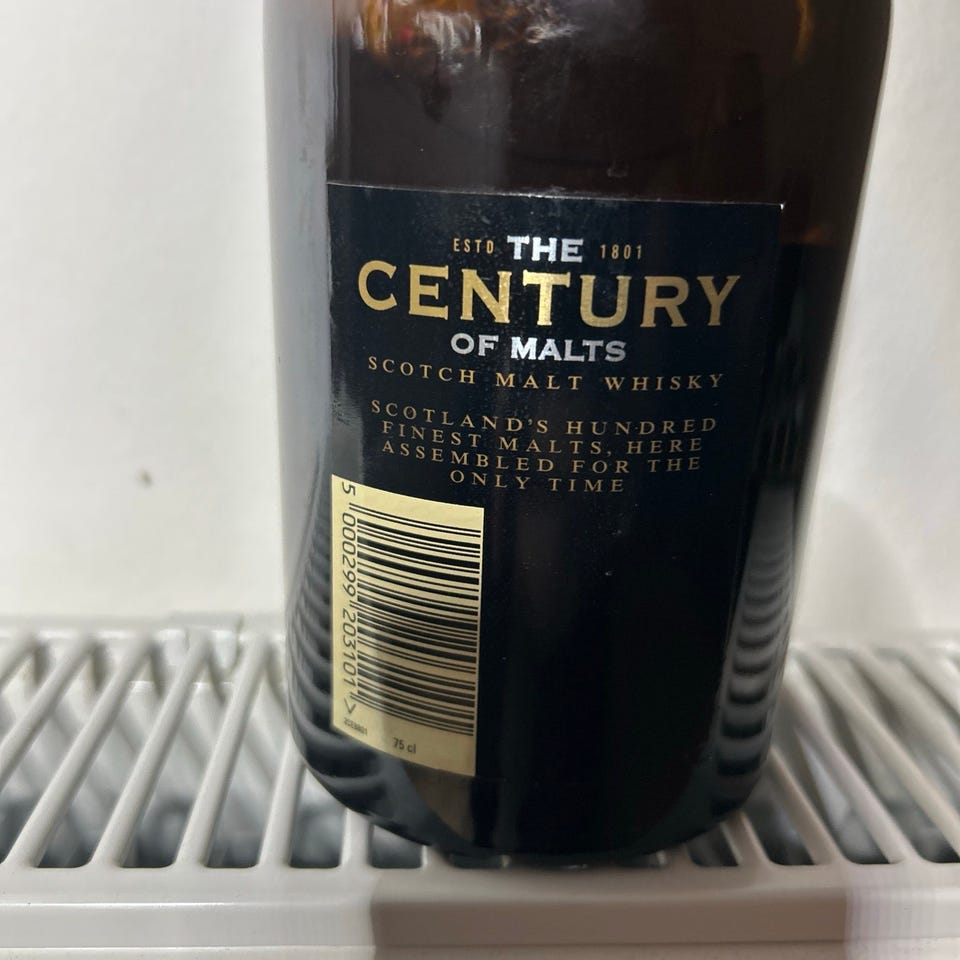 ESTD THE 1801
CENTURY
OF MALTS
SCOTCH MALT WHISKY
SCOTLAND'S HUNDRED
FINEST MALTS, HERE
ASSEMBLED FOR THE
ONLY TIME
5 000299 203101 >
75 cl